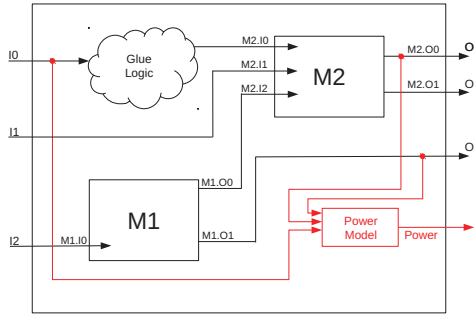 M2.O0
O
I0
M2.I0
Glue
Logic
M2.I1
M2
M2.O1
O
M2.I2
I1
O
M1.O0
M1
Power
Model
Power
I2
M1.I0
M1.O1